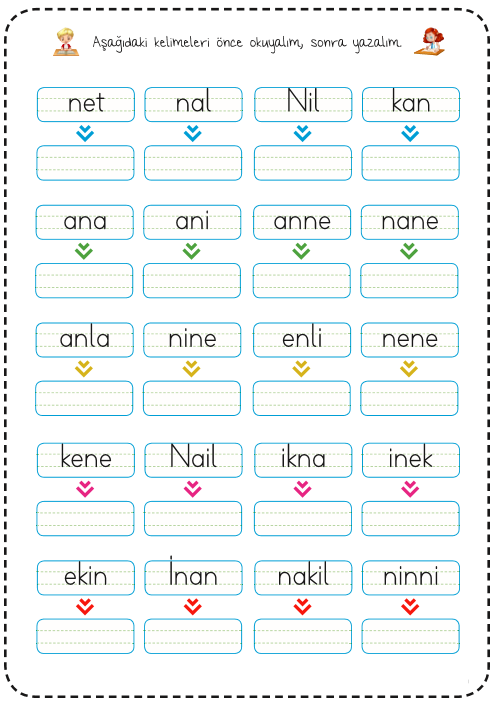 Aşağıdaki kelimeleri önce okuyalım, sonra yazalım.
net nal Nil kan
ana ani anne nane
anla nine enli nene
kene Nail ikna inek
ekin İnan nakil ninni